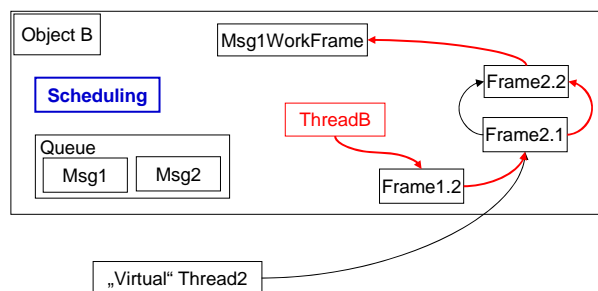 Object B
Msg1WorkFrame
Frame2.2
Scheduling
ThreadB
Frame2.1
Queue
Msg1
Msg2
Frame1.2
„Virtual“ Thread2